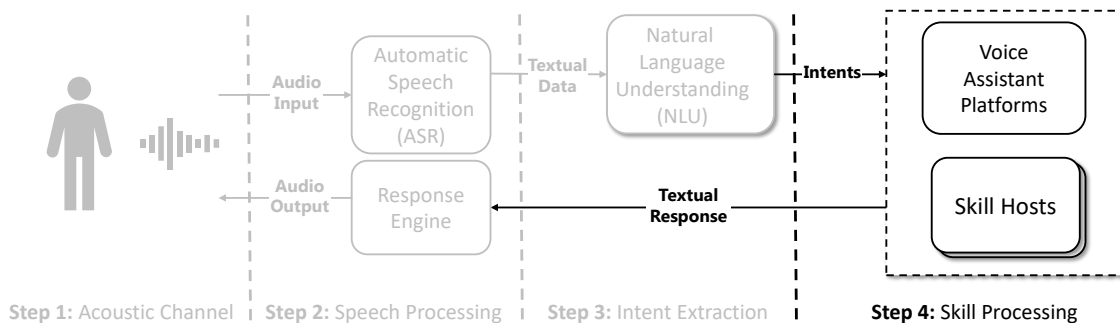 Audio
Input
Automatic
Speech
Recognition
(ASR)
Textual
Data
Natural
Language
Understanding
(NLU)
Intents
Voice
Assistant
Platforms
Audio
Output
Response
Engine
Textual
Response
Skill Hosts
Step 1: Acoustic Channel
Step 2: Speech Processing
Step 3: Intent Extraction
Step 4: Skill Processing